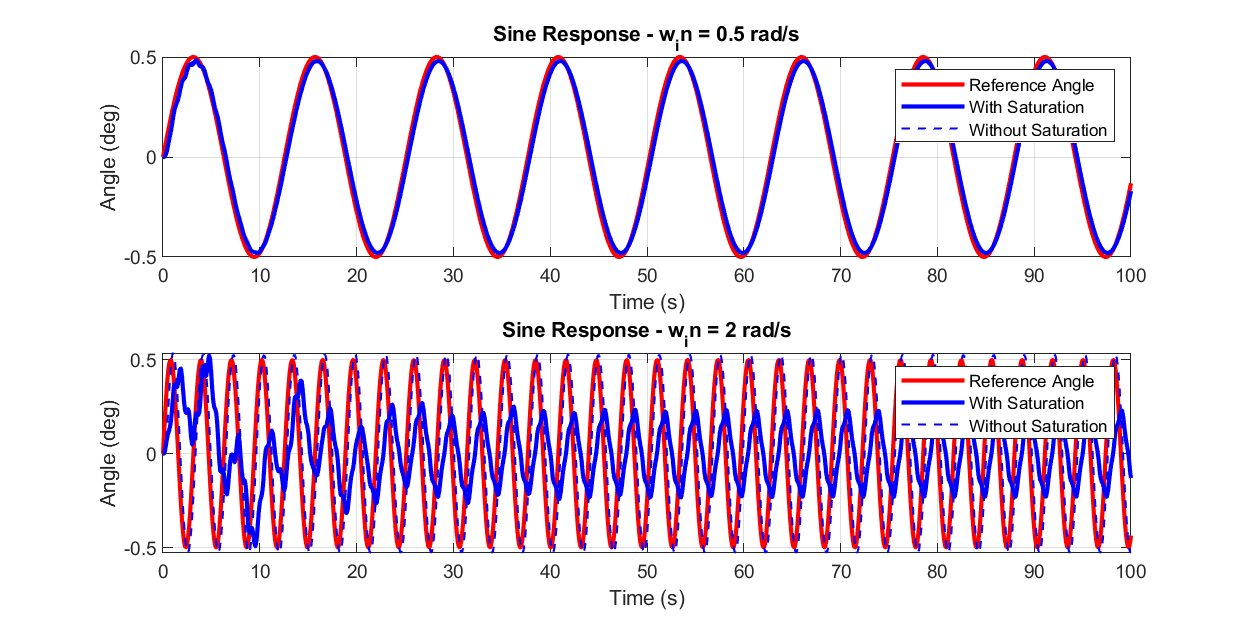 Sine Response - wᵢn = 0.5 rad/s
0.5
0
-0.5
Angle (deg)
Reference Angle
With Saturation
Without Saturation
0 10 20 30 40 50 60 70 80 90 100
Time (s)
Sine Response - wᵢn = 2 rad/s
0.5
0
-0.5
Angle (deg)
Reference Angle
With Saturation
Without Saturation
0 10 20 30 40 50 60 70 80 90 100
Time (s)